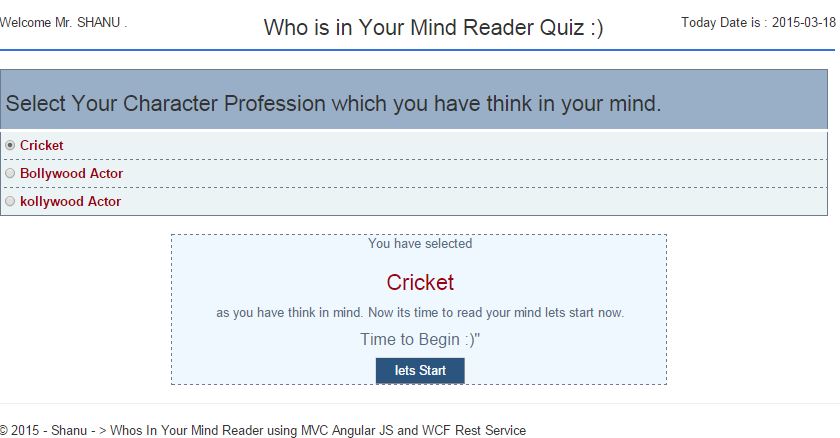 Welcome Mr. SHANU .
Who is in Your Mind Reader Quiz :)
Today Date is : 2015-03-18
Select Your Character Profession which you have think in your mind.
Cricket
Bollywood Actor
kollywood Actor
You have selected
Cricket
as you have think in mind. Now its time to read your mind lets start now.
Time to Begin :)"
lets Start
© 2015 - Shanu - > Whos In Your Mind Reader using MVC Angular JS and WCF Rest Service